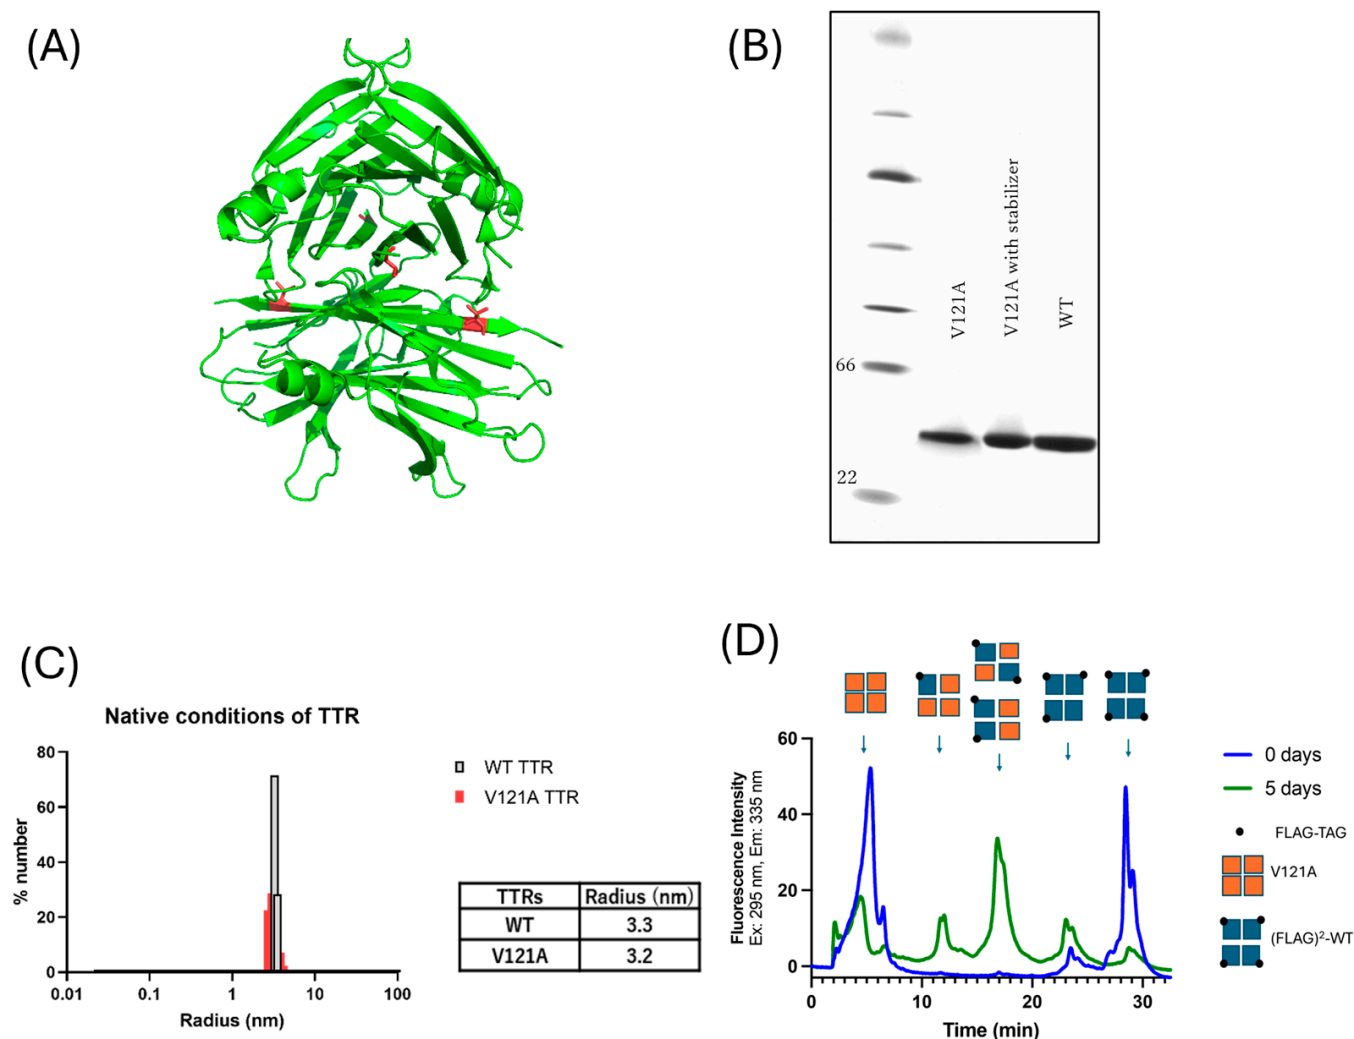 (A)
(B)
V121A
V121A with stabilizer
WT
66
22
(C)
Native conditions of TTR
80
60
40
20
0
% number
0.01
0.1
1
10
100
Radius (nm)
WT TTR
V121A TTR
TTRs
Radius (nm)
WT
3.3
V121A
3.2
(D)
60
40
20
0
Fluorescence Intensity
Ex: 295 nm, Em: 335 nm
0
10
20
30
Time (min)
0 days
5 days
FLAG-TAG
V121A
(FLAG)²-WT